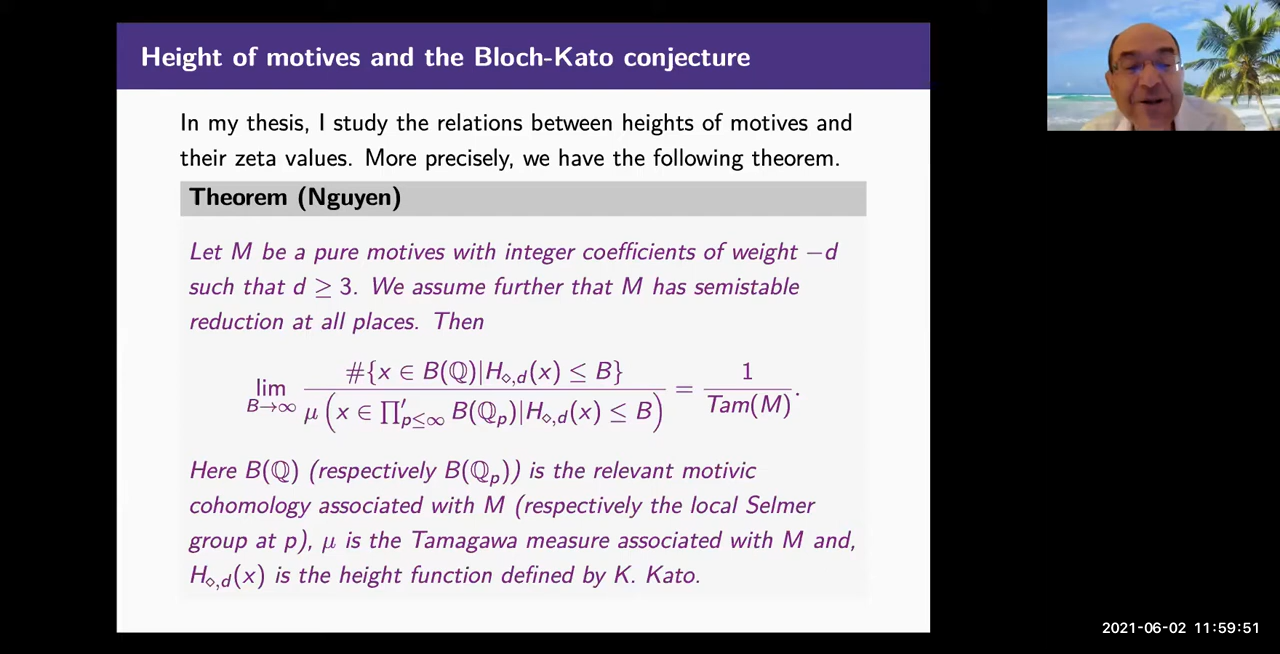 Height of motives and the Bloch-Kato conjecture
In my thesis, I study the relations between heights of motives and
their zeta values. More precisely, we have the following theorem.
Theorem (Nguyen)
Let M be a pure motives with integer coefficients of weight −d
such that d ≥ 3. We assume further that M has semistable
reduction at all places. Then
lim_{B→∞} #{x ∈ B(ℚ)|H_{⋄,d}(x) ≤ B} / μ(x ∈ ∏′_{p≤∞} B(ℚ_p)|H_{⋄,d}(x) ≤ B) = 1 / Tam(M).
Here B(ℚ) (respectively B(ℚ_p)) is the relevant motivic
cohomology associated with M (respectively the local Selmer
group at p), μ is the Tamagawa measure associated with M and,
H_{⋄,d}(x) is the height function defined by K. Kato.
2021-06-02 11:59:51